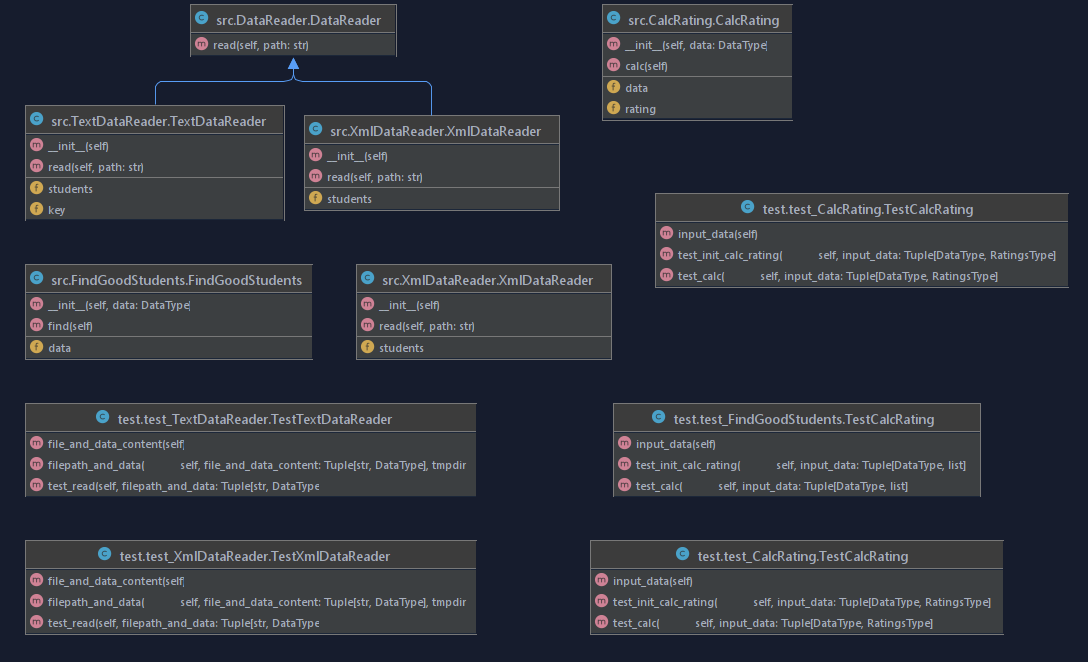 src.DataReader.DataReader
read(self, path: str)
src.CalcRating.CalcRating
__init__(self, data: DataType
calc(self)
data
rating
src.TextDataReader.TextDataReader
__init__(self)
read(self, path: str)
students
key
src.XmlDataReader.XmlDataReader
__init__(self)
read(self, path: str)
students
test.test_CalcRating.TestCalcRating
input_data(self)
test_init_calc_rating( self, input_data: Tuple[DataType, RatingsType]
test_calc( self, input_data: Tuple[DataType, RatingsType]
src.FindGoodStudents.FindGoodStudents
__init__(self, data: DataType
find(self)
data
src.XmlDataReader.XmlDataReader
__init__(self)
read(self, path: str)
students
test.test_TextDataReader.TestTextDataReader
file_and_data_content(self
filepath_and_data( self, file_and_data_content: Tuple[str, DataType], tmpdir
test_read(self, filepath_and_data: Tuple[str, DataType
test.test_FindGoodStudents.TestCalcRating
input_data(self)
test_init_calc_rating( self, input_data: Tuple[DataType, list]
test_calc( self, input_data: Tuple[DataType, list]
test.test_XmlDataReader.TestXmlDataReader
file_and_data_content(self
filepath_and_data( self, file_and_data_content: Tuple[str, DataType], tmpdir
test_read(self, filepath_and_data: Tuple[str, DataType
test.test_CalcRating.TestCalcRating
input_data(self)
test_init_calc_rating( self, input_data: Tuple[DataType, RatingsType]
test_calc( self, input_data: Tuple[DataType, RatingsType]